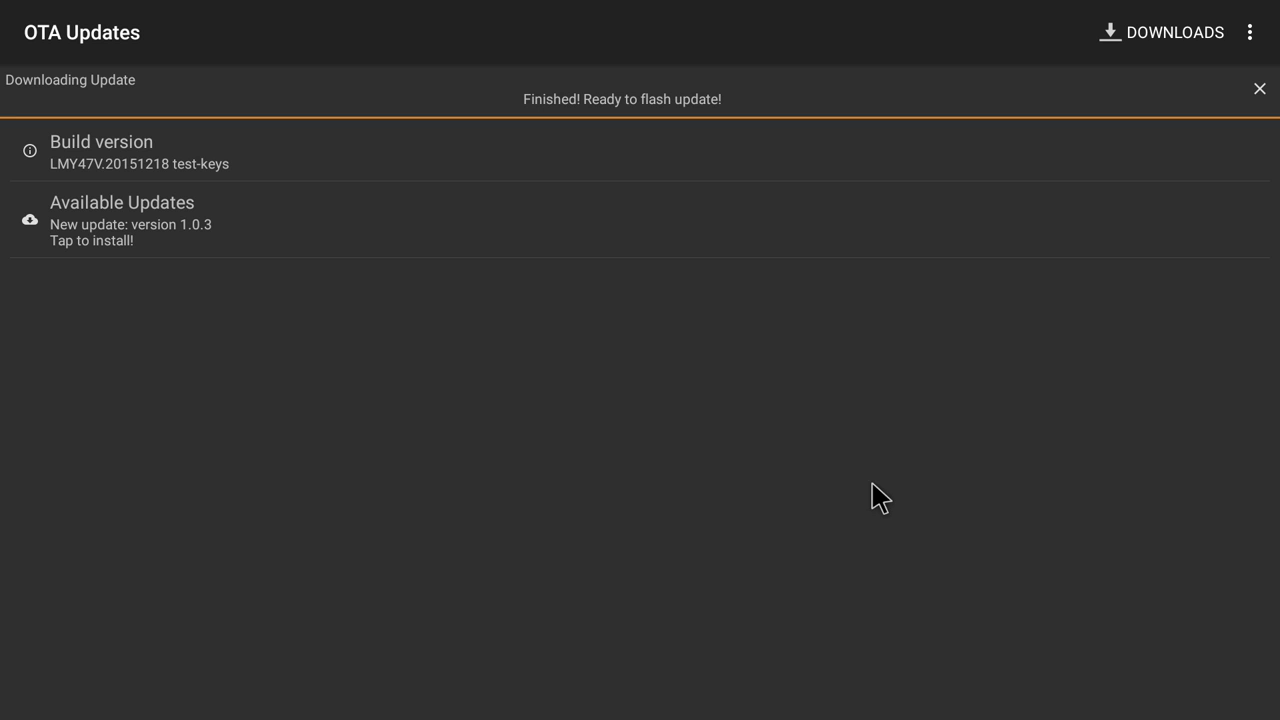 OTA Updates
DOWNLOADS
Downloading Update
Finished! Ready to flash update!
Build version
LMY47V.20151218 test-keys
Available Updates
New update: version 1.0.3
Tap to install!